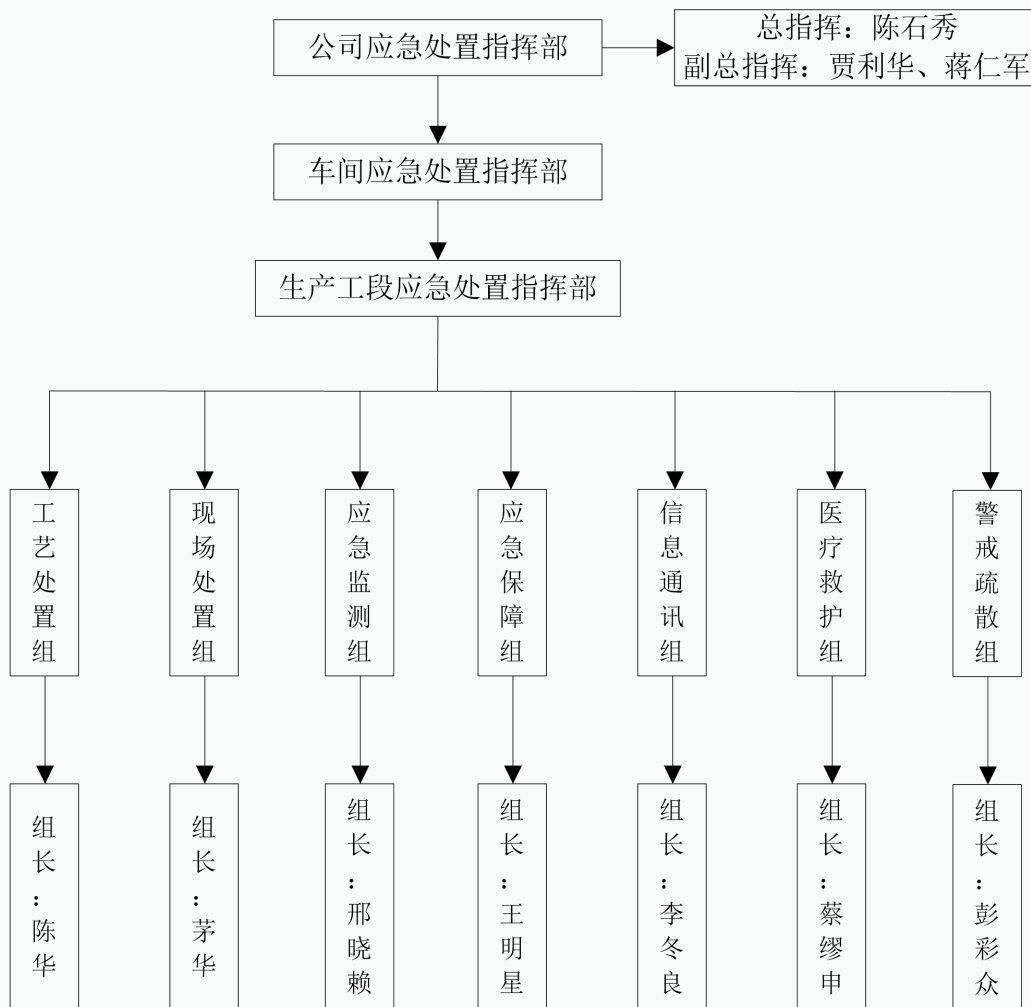 公司应急处置指挥部
总指挥：陈石秀
副总指挥：贾利华、蒋仁军
车间应急处置指挥部
生产工段应急处置指挥部
工艺处置组
现场处置组
应急监测组
应急保障组
信息通讯组
医疗救护组
警戒疏散组
组长：陈华
组长：茅华
组长：邢晓赖
组长：王明星
组长：李冬良
组长：蔡缪申
组长：彭彩众